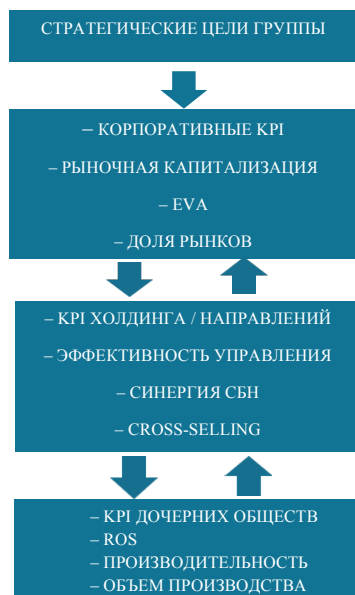 СТРАТЕГИЧЕСКИЕ ЦЕЛИ ГРУППЫ
– КОРПОРАТИВНЫЕ KPI
– РЫНОЧНАЯ КАПИТАЛИЗАЦИЯ
– EVA
– ДОЛЯ РЫНКОВ
– KPI ХОЛДИНГА / НАПРАВЛЕНИЙ
– ЭФФЕКТИВНОСТЬ УПРАВЛЕНИЯ
– СИНЕРГИЯ СБН
– CROSS-SELLING
– KPI ДОЧЕРНИХ ОБЩЕСТВ
– ROS
– ПРОИЗВОДИТЕЛЬНОСТЬ
– ОБЪЕМ ПРОИЗВОДСТВА